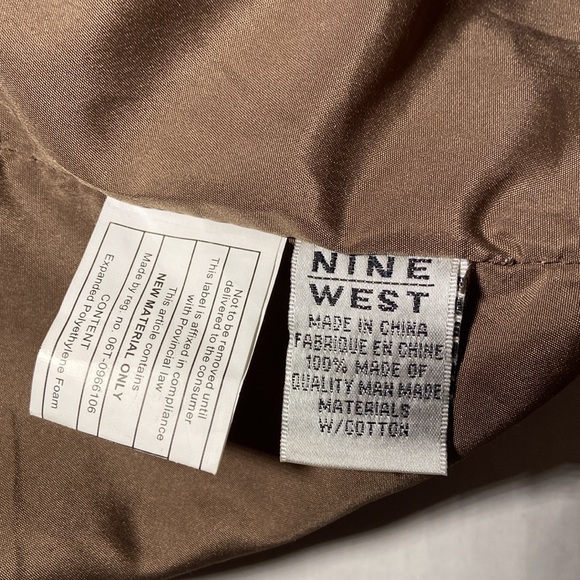 Not to be removed until
delivered to the consumer
This label is affixed in compliance
with provincial law
This article contains
NEW MATERIAL ONLY
Made by reg. no. 06T-0966106
CONTENT
Expanded Polyethylene Foam
NINE
WEST
MADE IN CHINA
FABRIQUE EN CHINE
100% MADE OF
QUALITY MAN MADE
MATERIALS
W/COTTON